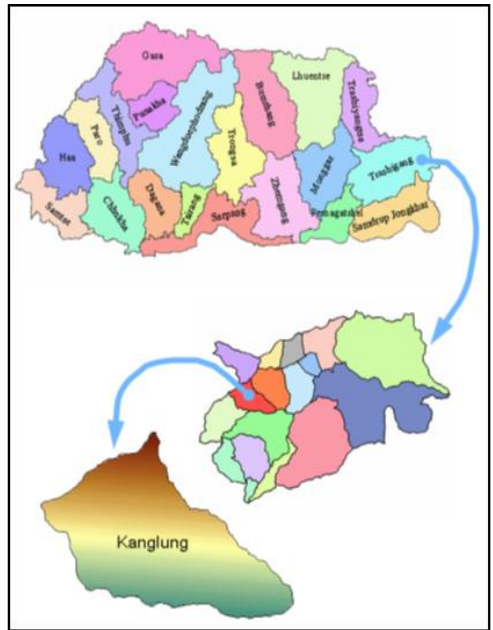 Gasa
Lhuentse
Bumthang
Trashiyangtse
Punakha
Thimphu
Wangduephodrang
Paro
Haa
Trongsa
Mongar
Trashigang
Zhemgang
Dagana
Tsirang
Sarpang
Chhukha
Samtse
Pemagatshel
Samdrup Jongkhar
Kanglung